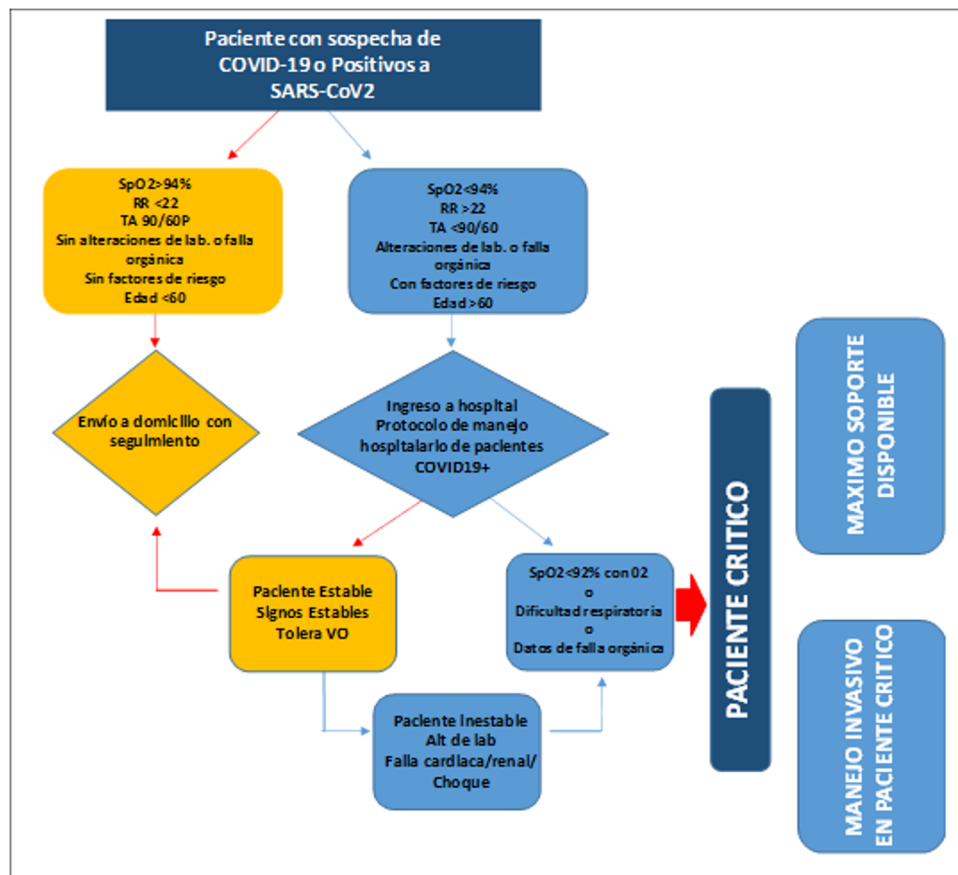 Paciente con sospecha de
COVID-19 o Positivos a
SARS-CoV2
SpO2>94%
RR <22
TA 90/60P
Sin alteraciones de lab. o falla
orgánica
Sin factores de riesgo
Edad <60
SpO2<94%
RR >22
TA <90/60
Alteraciones de lab. o falla
orgánica
Con factores de riesgo
Edad >60
Envío a domicilio con
seguimiento
Ingreso a hospital
Protocolo de manejo
hospitalario de pacientes
COVID19+
Paciente Estable
Signos Estables
Tolera VO
SpO2<92% con 02
o
Dificultad respiratoria
o
Datos de falla orgánica
Paciente Inestable
Alt de lab
Falla cardíaca/renal/
Choque
PACIENTE CRITICO
MAXIMO SOPORTE
DISPONIBLE
MANEJO INVASIVO
EN PACIENTE CRITICO